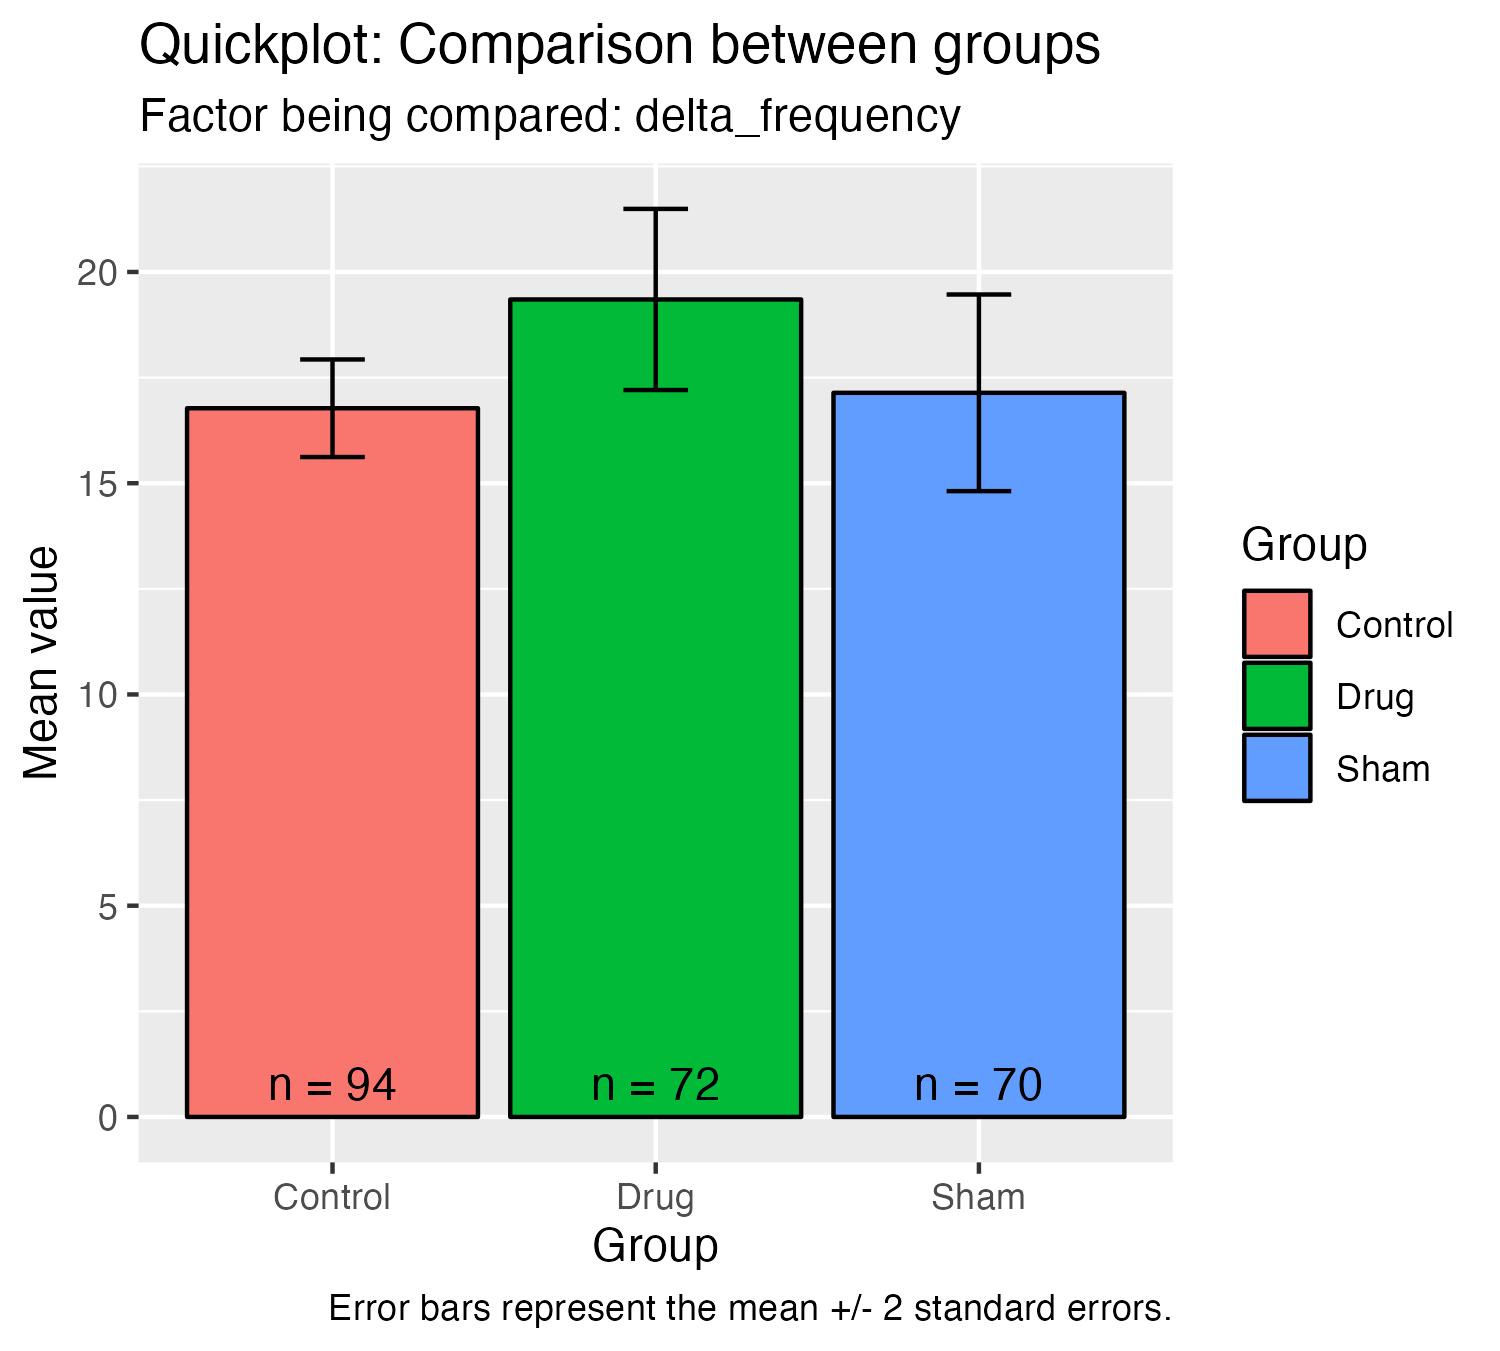 Quickplot: Comparison between groups
Factor being compared: delta_frequency
Mean value
20
15
10
5
0
n = 94
n = 72
n = 70
Control
Drug
Sham
Group
Group
Control
Drug
Sham
Error bars represent the mean +/- 2 standard errors.